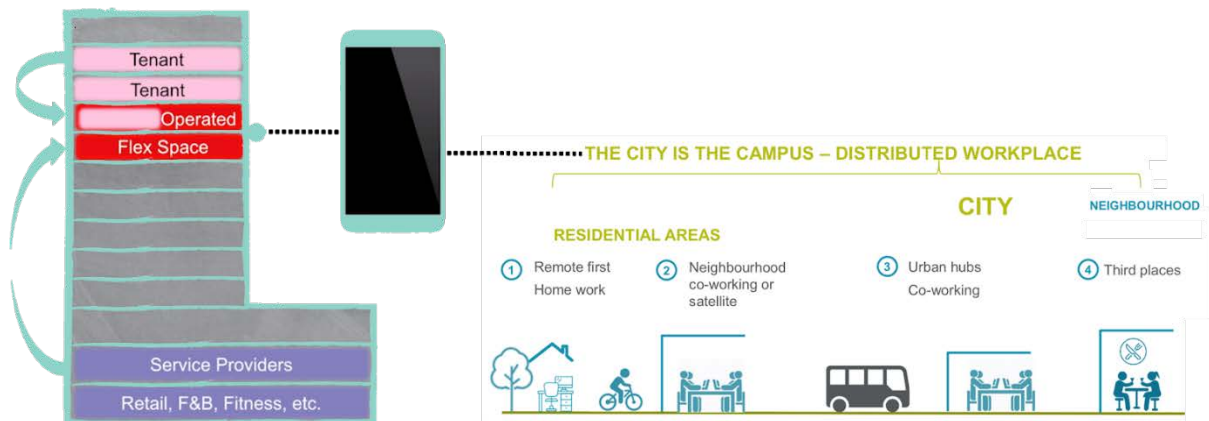 Tenant
Tenant
Operated
Flex Space
Service Providers
Retail, F&B, Fitness, etc.
THE CITY IS THE CAMPUS – DISTRIBUTED WORKPLACE
CITY
NEIGHBOURHOOD
RESIDENTIAL AREAS
1 Remote first
Home work
2 Neighbourhood
co-working or
satellite
3 Urban hubs
Co-working
4 Third places